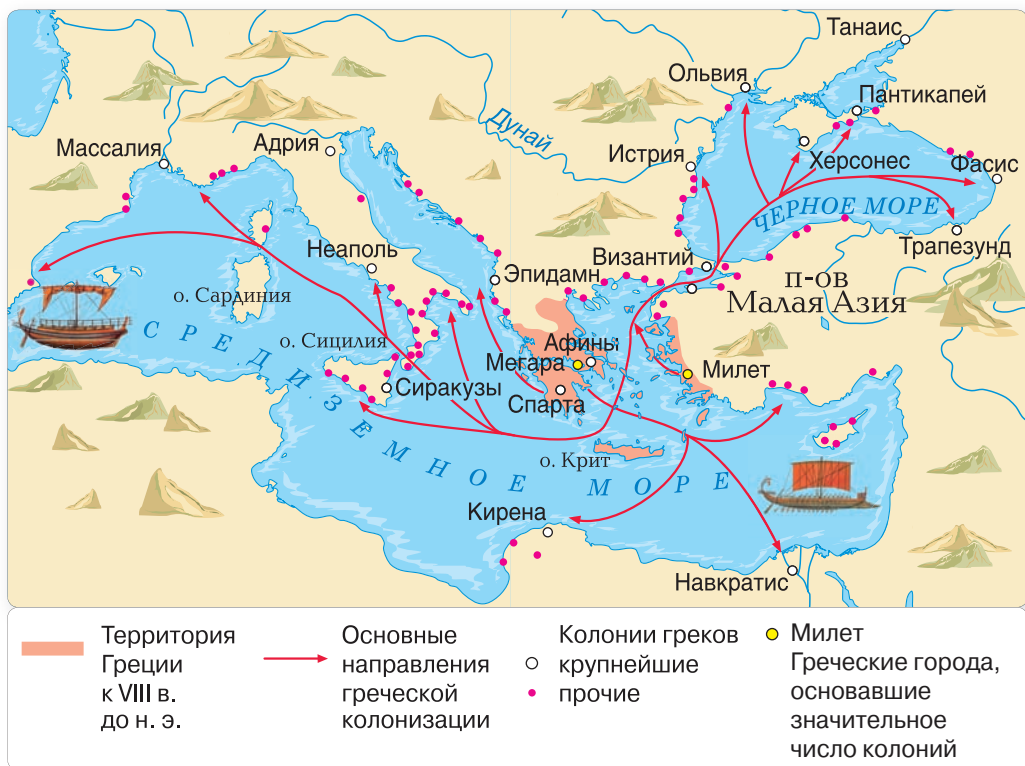 Танаис
Ольвия
Пантикапей
Дунай
Массалия
Адрия
Истрия
Херсонес
Фасис
ЧЕРНОЕ МОРЕ
Трапезунд
Неаполь
Византий
Эпидамн
п-ов
Малая Азия
о. Сардиния
СРЕДИЗЕМНОЕ МОРЕ
о. Сицилия
Афины
Мегара
Милет
Сиракузы
Спарта
о. Крит
Кирена
Навкратис
Территория
Греции
к VIII в.
до н. э.
Основные
направления
греческой
колонизации
Колонии греков
крупнейшие
прочие
Милет
Греческие города,
основавшие
значительное
число колоний